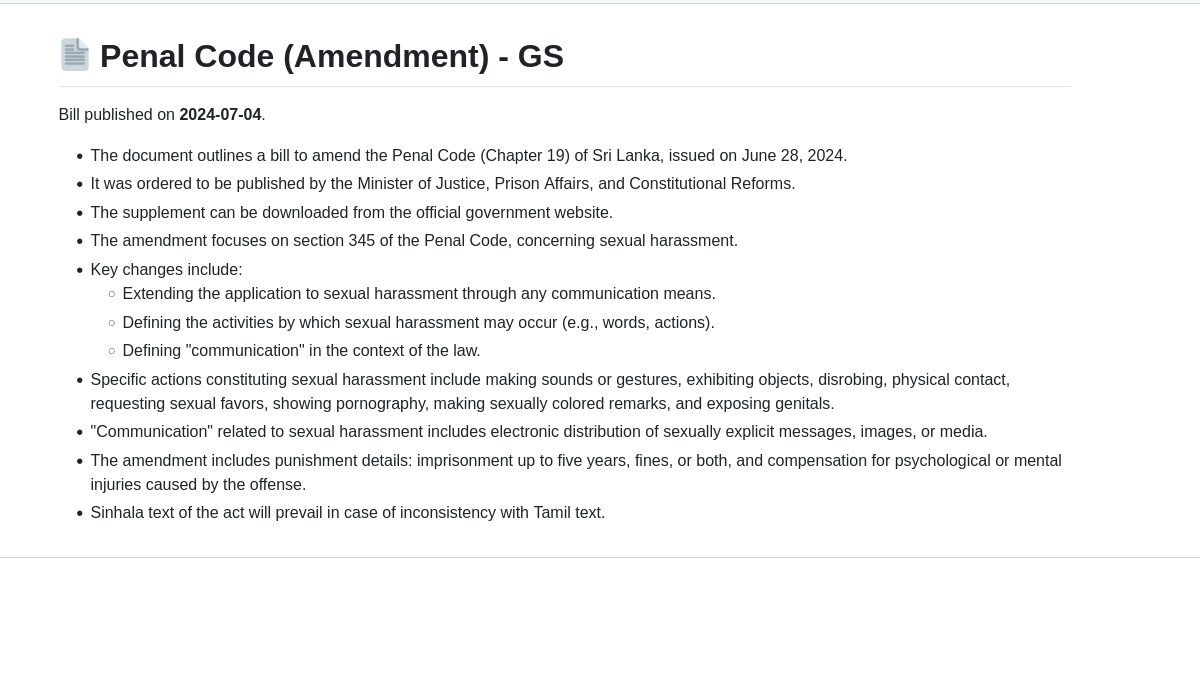 Penal Code (Amendment) - GS
Bill published on 2024-07-04.
The document outlines a bill to amend the Penal Code (Chapter 19) of Sri Lanka, issued on June 28, 2024.
It was ordered to be published by the Minister of Justice, Prison Affairs, and Constitutional Reforms.
The supplement can be downloaded from the official government website.
The amendment focuses on section 345 of the Penal Code, concerning sexual harassment.
Key changes include:
Extending the application to sexual harassment through any communication means.
Defining the activities by which sexual harassment may occur (e.g., words, actions).
Defining "communication" in the context of the law.
Specific actions constituting sexual harassment include making sounds or gestures, exhibiting objects, disrobing, physical contact,
requesting sexual favors, showing pornography, making sexually colored remarks, and exposing genitals.
"Communication" related to sexual harassment includes electronic distribution of sexually explicit messages, images, or media.
The amendment includes punishment details: imprisonment up to five years, fines, or both, and compensation for psychological or mental
injuries caused by the offense.
Sinhala text of the act will prevail in case of inconsistency with Tamil text.